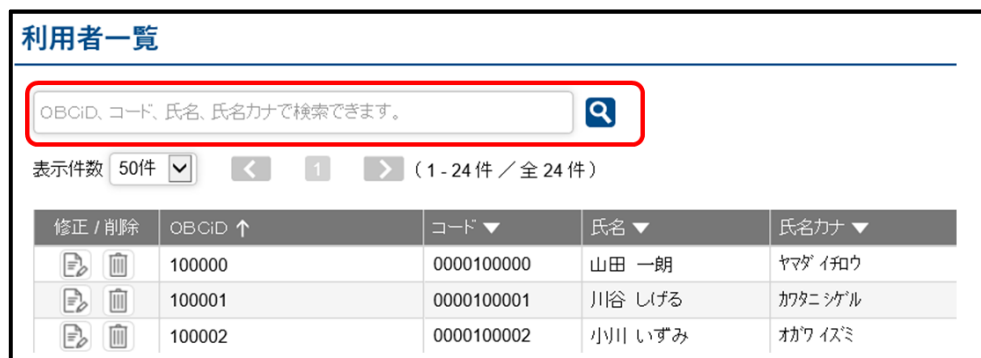 利用者一覧
OBCiD、コード、氏名、氏名カナで検索できます。
表示件数 50件 1 ( 1 - 24 件 ／ 全 24 件 )
修正 / 削除 OBCiD ↑ コード ▼ 氏名 ▼ 氏名カナ ▼
100000 0000100000 山田 一朗 ﾔﾏﾀﾞ ｲﾁﾛｳ
100001 0000100001 川谷 しげる ｶﾜﾀﾆ ｼｹﾞﾙ
100002 0000100002 小川 いずみ ｵｶﾞﾜ ｲｽﾞﾐ